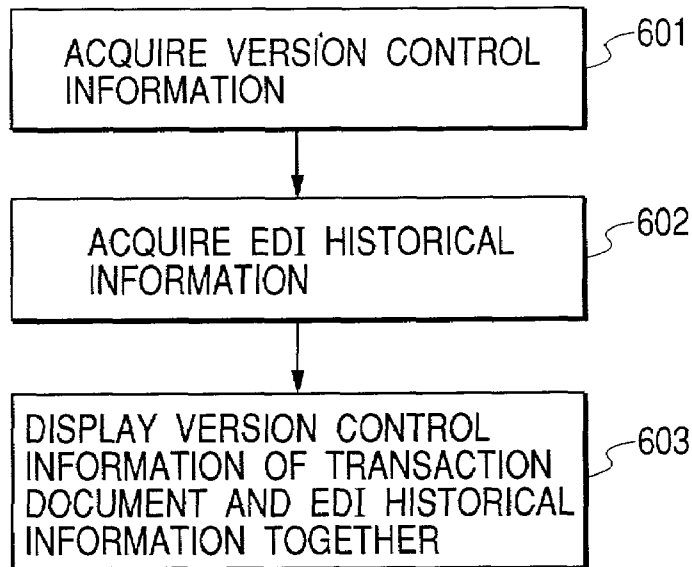 ACQUIRE VERSION CONTROL
INFORMATION
601
ACQUIRE EDI HISTORICAL
INFORMATION
602
DISPLAY VERSION CONTROL
INFORMATION OF TRANSACTION
DOCUMENT AND EDI HISTORICAL
INFORMATION TOGETHER
603